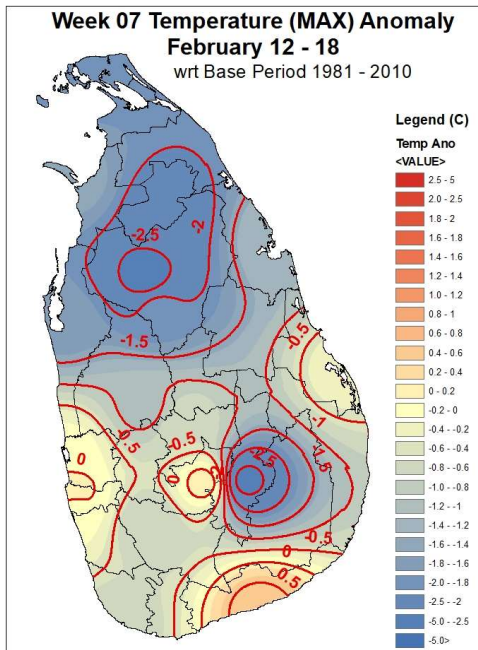 Week 07 Temperature (MAX) Anomaly
February 12 - 18
wrt Base Period 1981 - 2010
Legend (C)
Temp Ano
<VALUE>
2.5 - 5
2.0 - 2.5
1.8 - 2
1.6 - 1.8
1.4 - 1.6
1.2 - 1.4
1.0 - 1.2
0.8 - 1
0.6 - 0.8
0.4 - 0.6
0.2 - 0.4
0 - 0.2
-0.2 - 0
-0.4 - -0.2
-0.6 - -0.4
-0.8 - -0.6
-1.0 - -0.8
-1.2 - -1
-1.4 - -1.2
-1.6 - -1.4
-1.8 - -1.6
-2.0 - -1.8
-2.5 - -2
-5.0 - -2.5
-5.0>
-2
-2.5
-1.5
-0.5
-1
-0.5
-0.5
0
0
-2.5
-1.5
-0.5
0
0.5